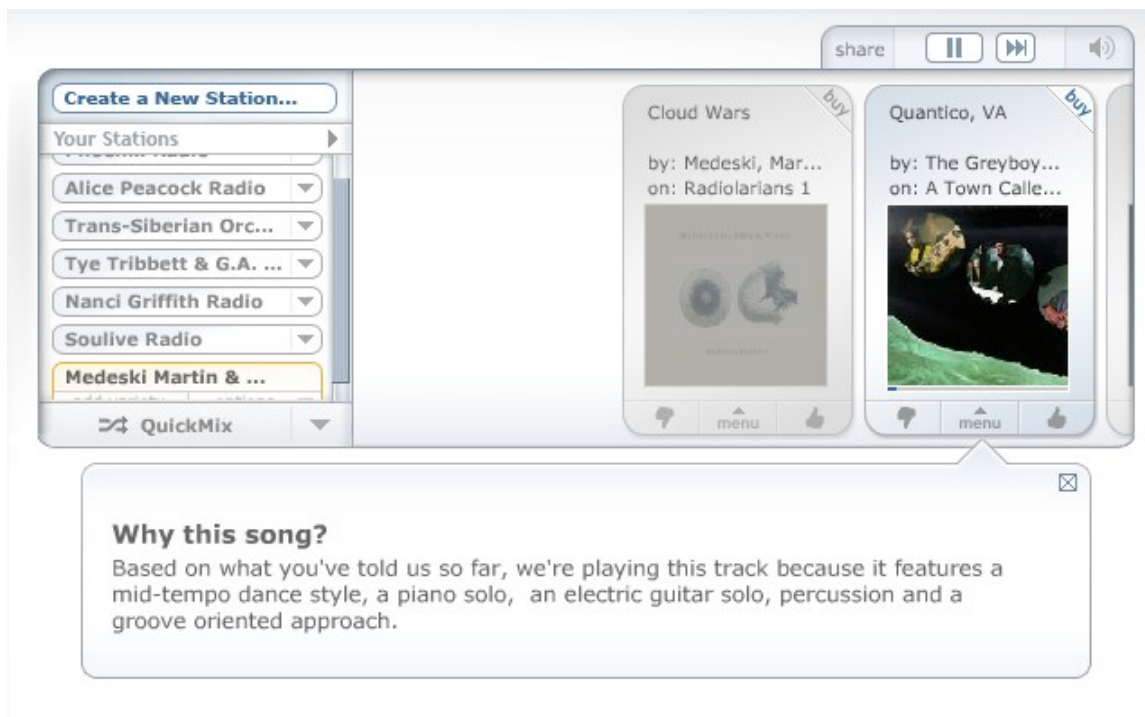 share
Create a New Station...
Your Stations
Alice Peacock Radio
Trans-Siberian Orc...
Tye Tribbett & G.A. ...
Nanci Griffith Radio
Soulive Radio
Medeski Martin & ...
QuickMix
Cloud Wars
buy
by: Medeski, Mar...
on: Radiolarians 1
menu
Quantico, VA
buy
by: The Greyboy...
on: A Town Calle...
menu
Why this song?
Based on what you've told us so far, we're playing this track because it features a
mid-tempo dance style, a piano solo,  an electric guitar solo, percussion and a
groove oriented approach.